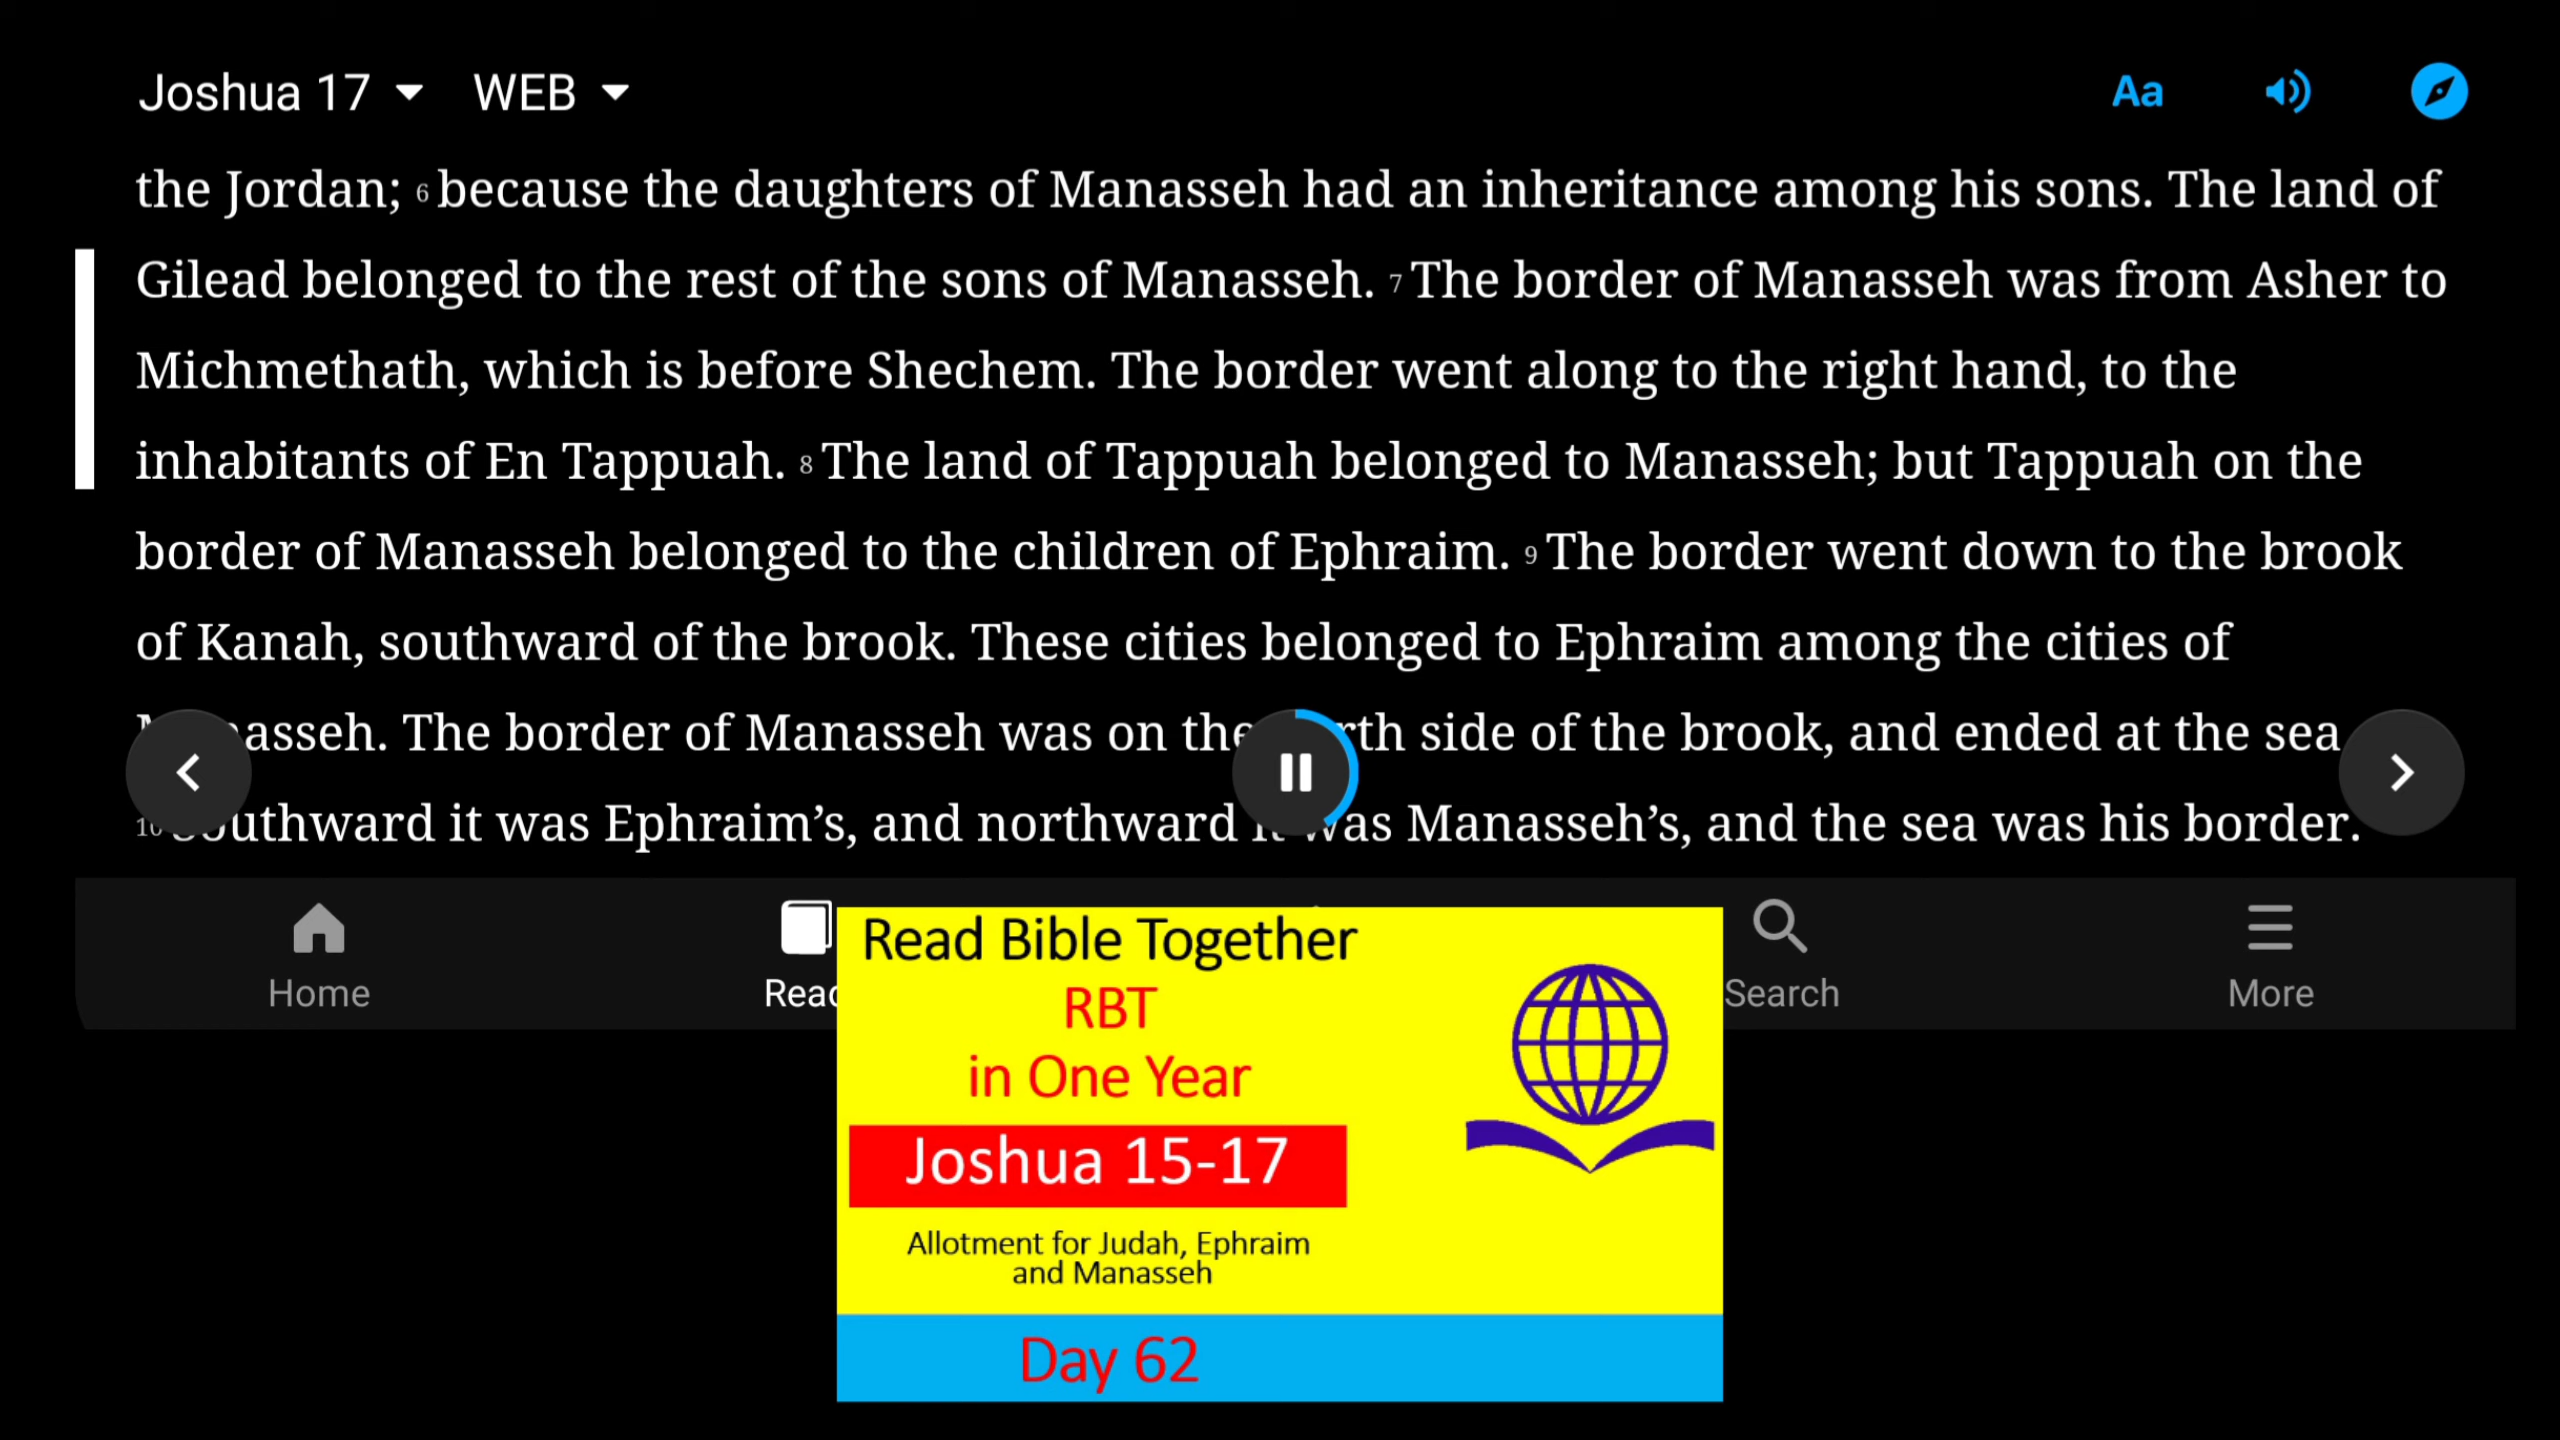 Joshua 17 WEB Aa
the Jordan; 6 because the daughters of Manasseh had an inheritance among his sons. The land of
Gilead belonged to the rest of the sons of Manasseh. 7 The border of Manasseh was from Asher to
Michmethath, which is before Shechem. The border went along to the right hand, to the
inhabitants of En Tappuah. 8 The land of Tappuah belonged to Manasseh; but Tappuah on the
border of Manasseh belonged to the children of Ephraim. 9 The border went down to the brook
of Kanah, southward of the brook. These cities belonged to Ephraim among the cities of
asseh. The border of Manasseh was on the rth side of the brook, and ended at the sea
10 uthward it was Ephraim’s, and northward it was Manasseh’s, and the sea was his border.
Home Read Search More
Read Bible Together
RBT
in One Year
Joshua 15-17
Allotment for Judah, Ephraim
and Manasseh
Day 62